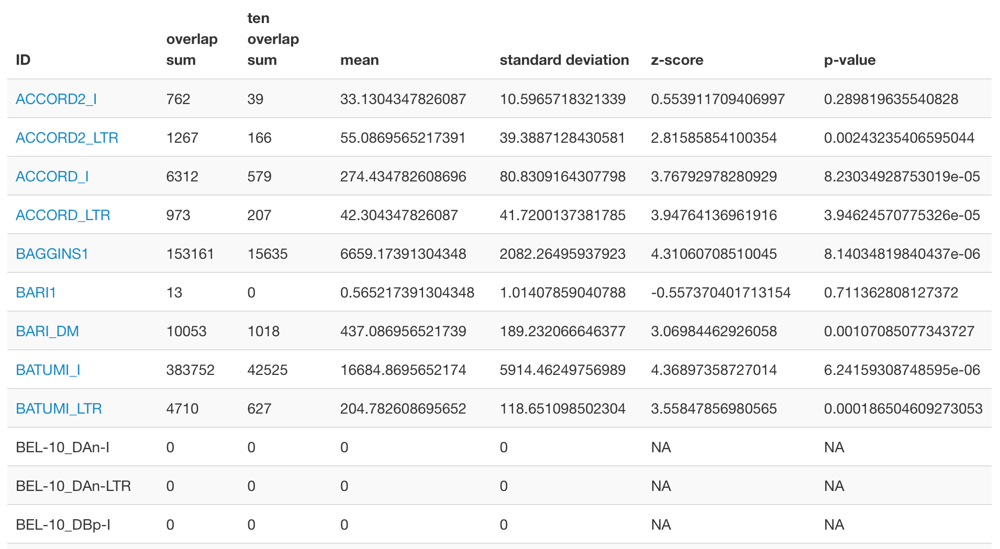 ID overlap sum ten overlap sum mean standard deviation z-score p-value
ACCORD2_I 762 39 33.1304347826087 10.5965718321339 0.553911709406997 0.289819635540828
ACCORD2_LTR 1267 166 55.0869565217391 39.3887128430581 2.81585854100354 0.00243235406595044
ACCORD_I 6312 579 274.434782608696 80.8309164307798 3.76792978280929 8.23034928753019e-05
ACCORD_LTR 973 207 42.304347826087 41.7200137381785 3.94764136961916 3.94624570775326e-05
BAGGINS1 153161 15635 6659.17391304348 2082.26495937923 4.31060708510045 8.14034819840437e-06
BARI1 13 0 0.565217391304348 1.01407859040788 -0.557370401713154 0.711362808127372
BARI_DM 10053 1018 437.086956521739 189.232066646377 3.06984462926058 0.00107085077343727
BATUMI_I 383752 42525 16684.8695652174 5914.46249756989 4.36897358727014 6.24159308748595e-06
BATUMI_LTR 4710 627 204.782608695652 118.651098502304 3.55847856980565 0.000186504609273053
BEL-10_DAn-I 0 0 0 0 NA NA
BEL-10_DAn-LTR 0 0 0 0 NA NA
BEL-10_DBp-I 0 0 0 0 NA NA